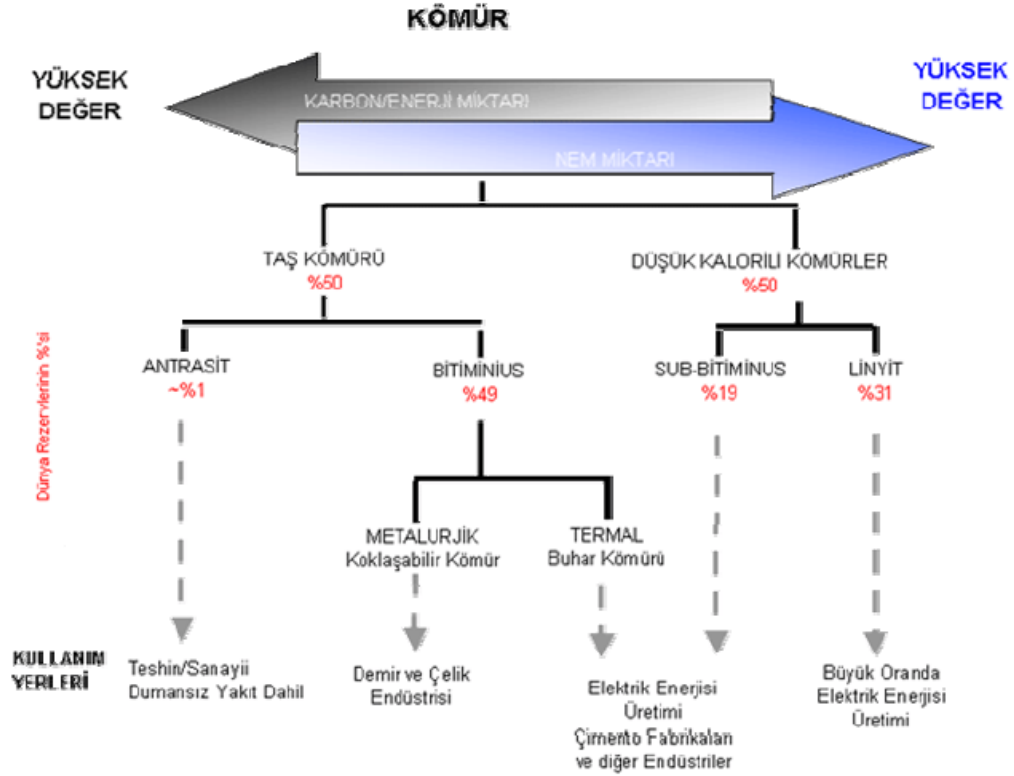 KÖMÜR
YÜKSEK
DEĞER
YÜKSEK
DEĞER
KARBON/ENERJİ MİKTARI
NEM MİKTARI
TAŞ KÖMÜRÜ
%50
DÜŞÜK KALORİLİ KÖMÜRLER
%50
Dünya Rezervlerinin %'si
ANTRASİT
~%1
BİTİMİNİUS
%49
SUB-BİTİMİNUS
%19
LİNYİT
%31
METALURJİK
Koklaşabilir Kömür
TERMAL
Buhar Kömürü
KULLANIM
YERLERİ
Teshin/Sanayii
Dumansız Yakıt Dahil
Demir ve Çelik
Endüstrisi
Elektrik Enerjisi
Üretimi
Çimento Fabrikaları
ve diğer Endüstriler
Büyük Oranda
Elektrik Enerjisi
Üretimi